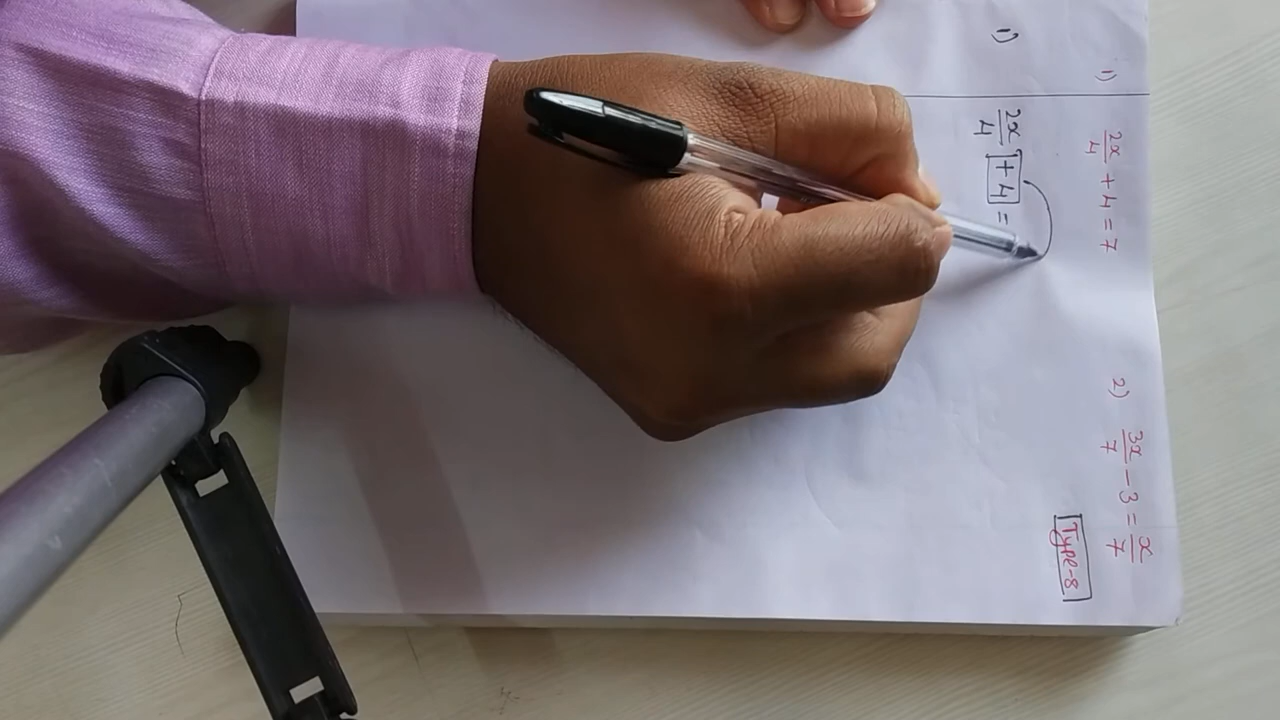 1) 2x/4 + 4 = 7
2) 3x/7 - 3 = x/7
Type-8
1) 2x/4 + 4 =